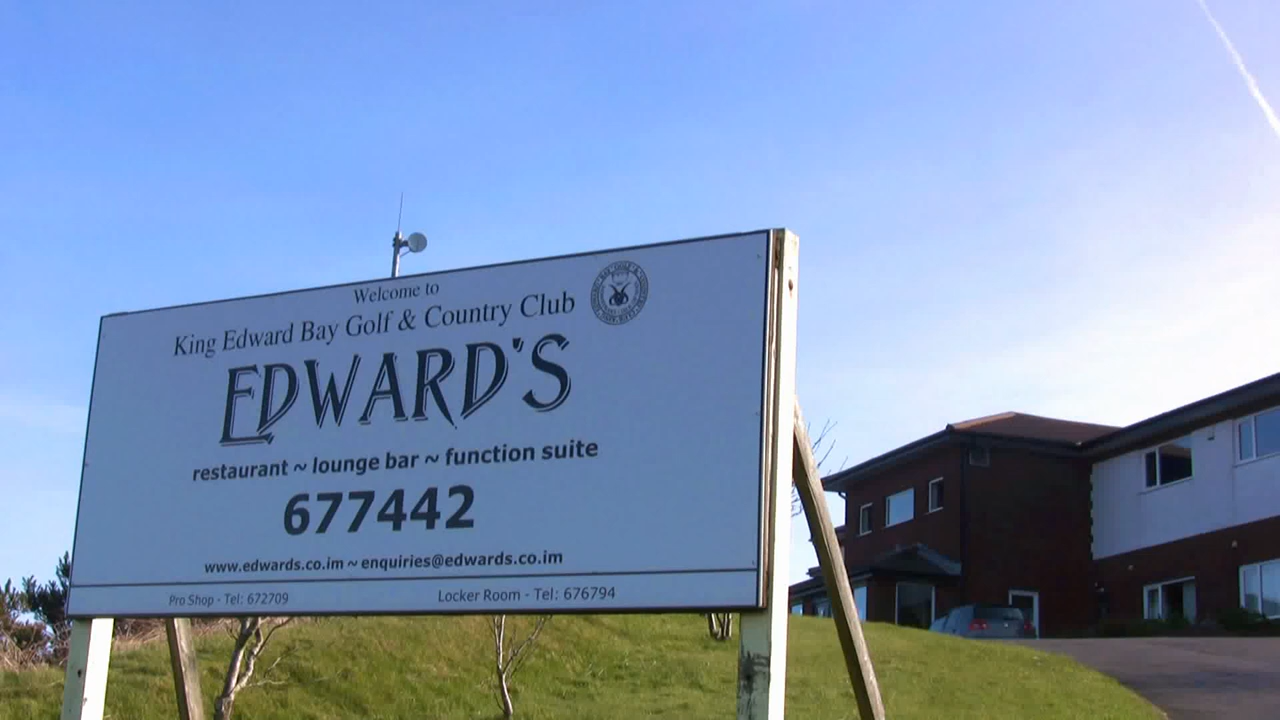 Welcome to
King Edward Bay Golf & Country Club
EDWARD'S
restaurant ~ lounge bar ~ function suite
677442
www.edwards.co.im ~ enquiries@edwards.co.im
Pro Shop - Tel: 672709
Locker Room - Tel: 676794